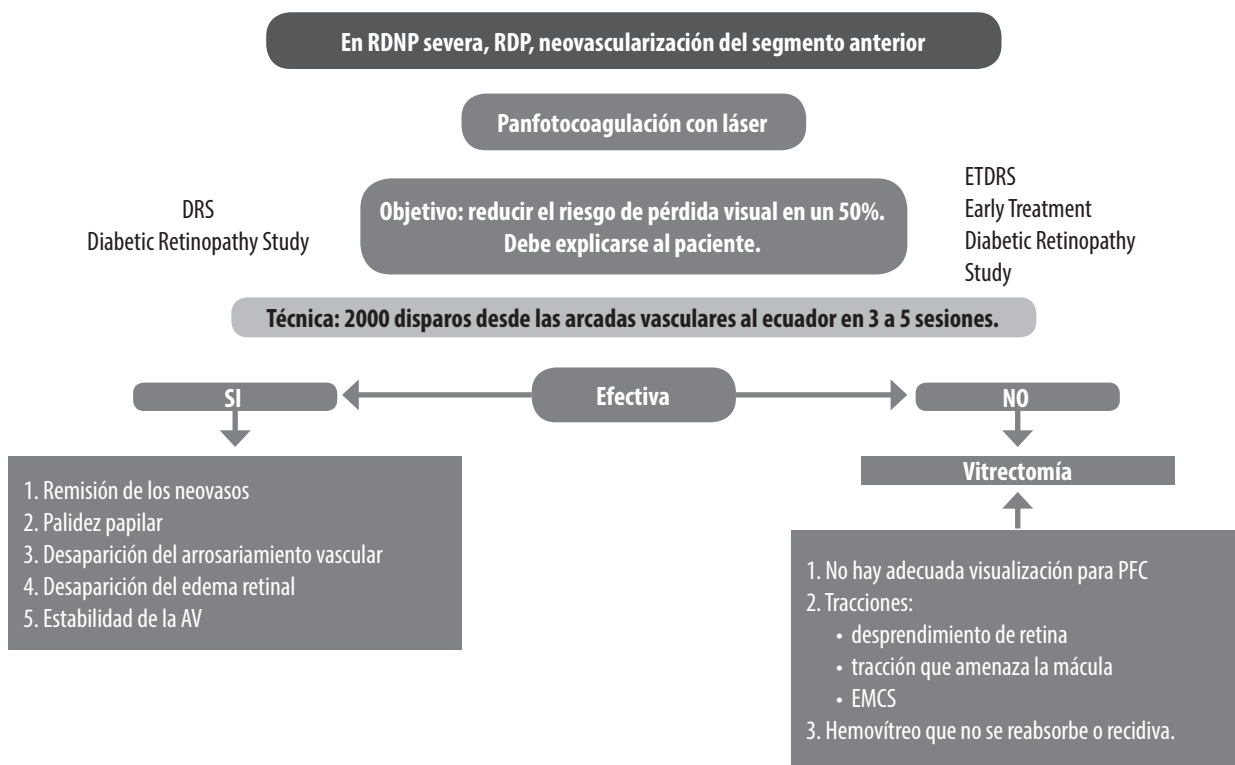 En RDNP severa, RDP, neovascularización del segmento anterior
Panfotocoagulación con láser
DRS
Diabetic Retinopathy Study
Objetivo: reducir el riesgo de pérdida visual en un 50%.
Debe explicarse al paciente.
ETDRS
Early Treatment
Diabetic Retinopathy
Study
Técnica: 2000 disparos desde las arcadas vasculares al ecuador en 3 a 5 sesiones.
SI
Efectiva
NO
1. Remisión de los neovasos
2. Palidez papilar
3. Desaparición del arrosariamiento vascular
4. Desaparición del edema retinal
5. Estabilidad de la AV
Vitrectomía
1. No hay adecuada visualización para PFC
2. Tracciones:
• desprendimiento de retina
• tracción que amenaza la mácula
• EMCS
3. Hemovítreo que no se reabsorbe o recidiva.